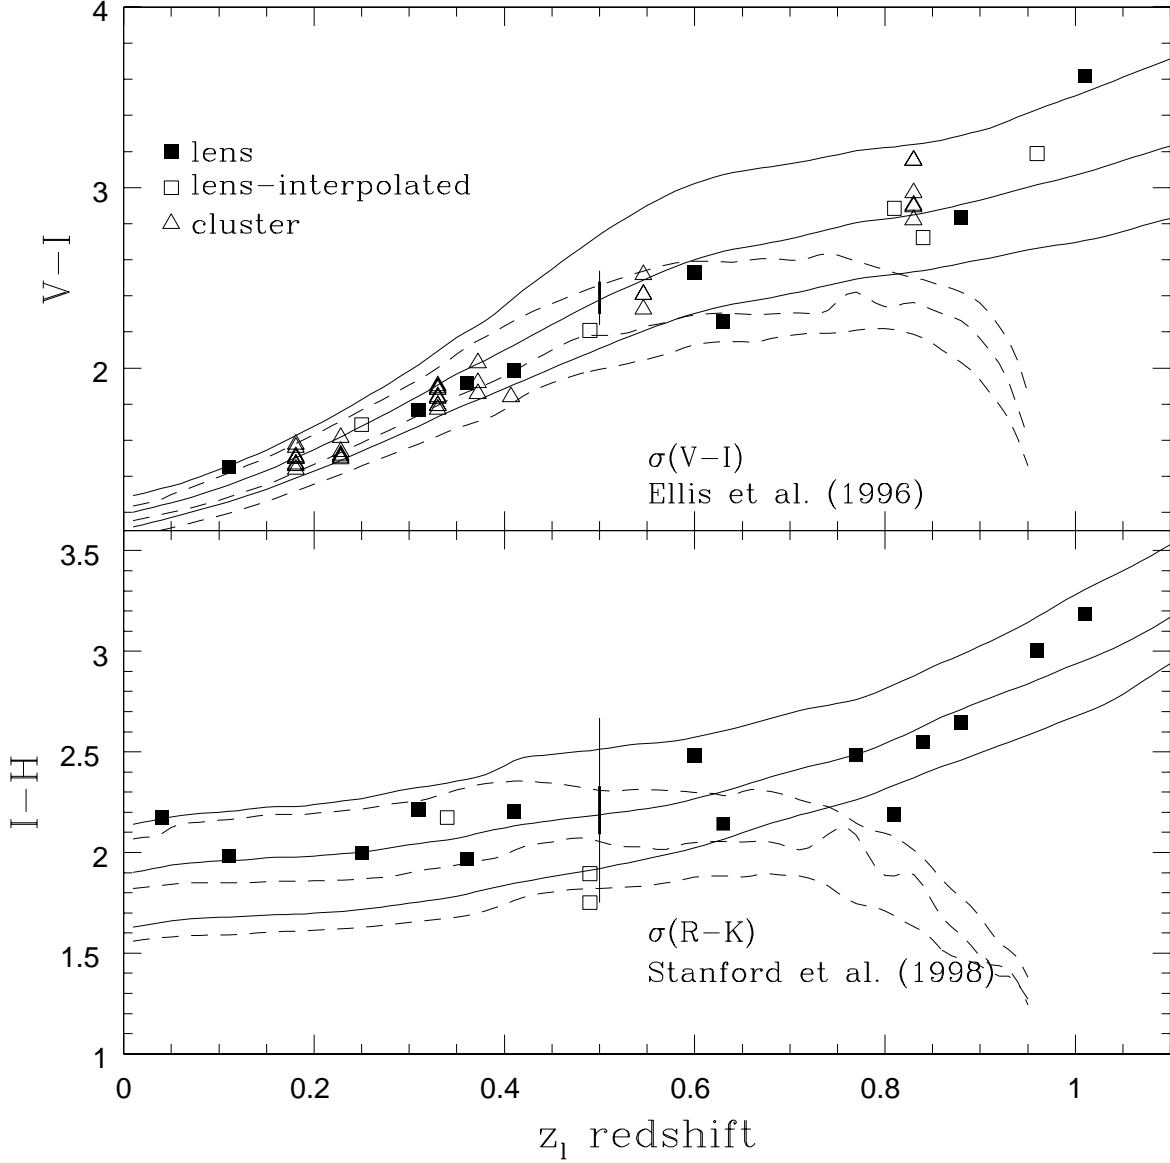 4
3
2
V−I
lens
lens−interpolated
cluster
σ(V−I)
Ellis et al. (1996)
3.5
3
2.5
2
1.5
1
I−H
σ(R−K)
Stanford et al. (1998)
0 0.2 0.4 0.6 0.8 1
z_l redshift